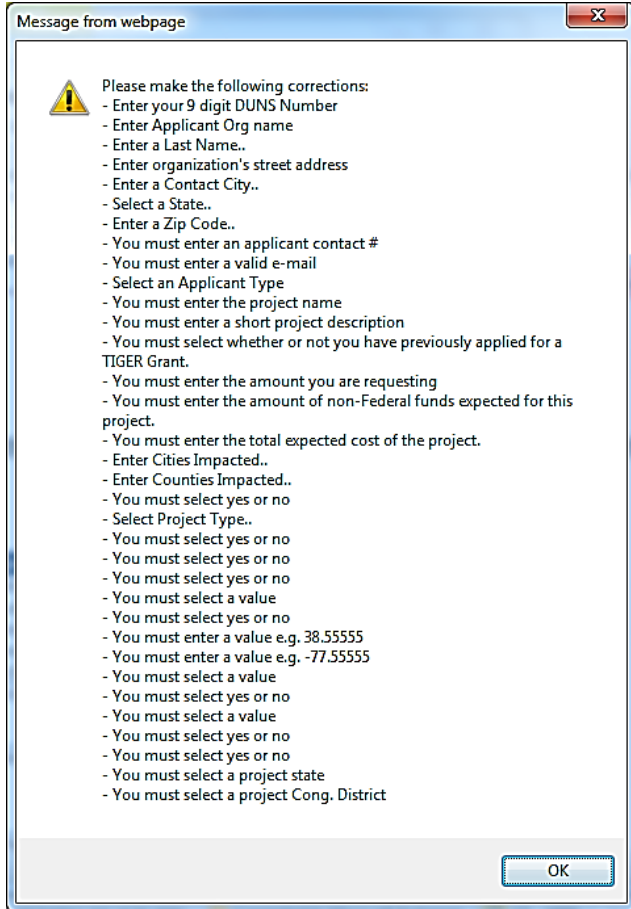 Message from webpage
Please make the following corrections:
- Enter your 9 digit DUNS Number
- Enter Applicant Org name
- Enter a Last Name..
- Enter organization's street address
- Enter a Contact City..
- Select a State..
- Enter a Zip Code..
- You must enter an applicant contact #
- You must enter a valid e-mail
- Select an Applicant Type
- You must enter the project name
- You must enter a short project description
- You must select whether or not you have previously applied for a
TIGER Grant.
- You must enter the amount you are requesting
- You must enter the amount of non-Federal funds expected for this
project.
- You must enter the total expected cost of the project.
- Enter Cities Impacted..
- Enter Counties Impacted..
- You must select yes or no
- Select Project Type..
- You must select yes or no
- You must select yes or no
- You must select yes or no
- You must select a value
- You must select yes or no
- You must enter a value e.g. 38.55555
- You must enter a value e.g. -77.55555
- You must select a value
- You must select yes or no
- You must select a value
- You must select yes or no
- You must select yes or no
- You must select a project state
- You must select a project Cong. District
OK